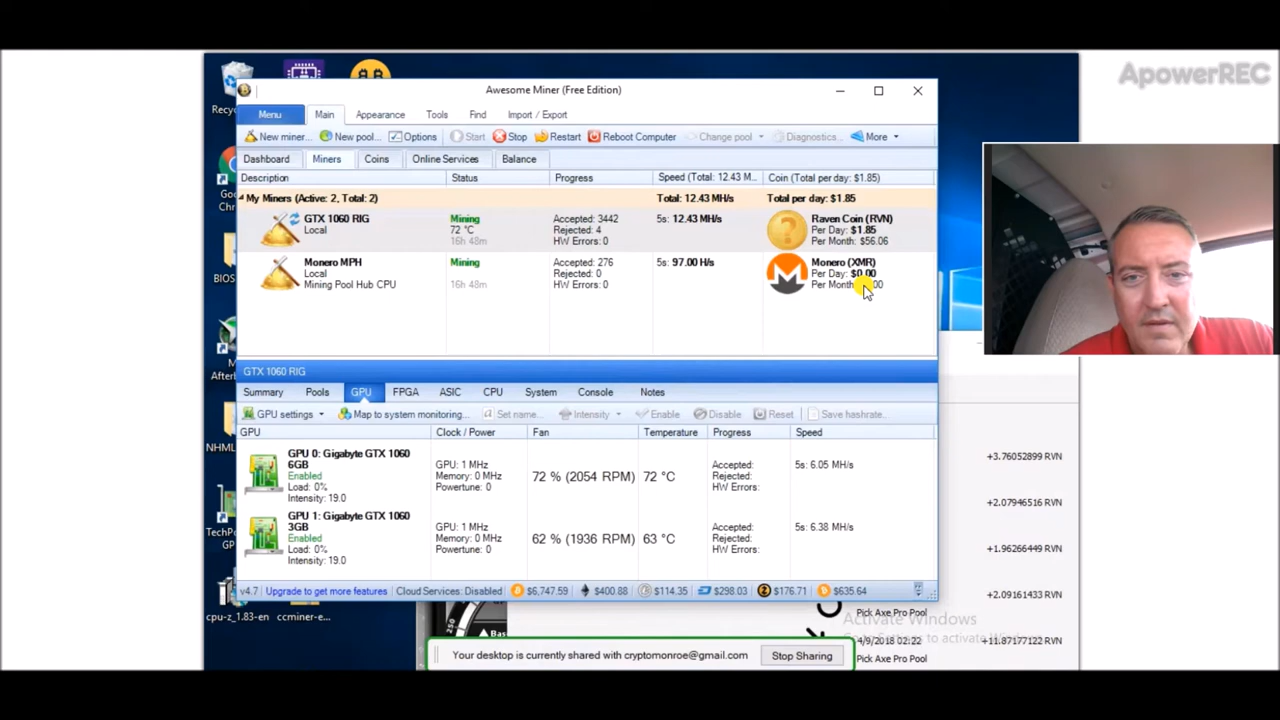 ApowerREC
Awesome Miner (Free Edition)
Menu Main Appearance Tools Find Import / Export
New miner... New pool... Options Start Stop Restart Reboot Computer Change pool Diagnostics... More
Dashboard Miners Coins Online Services Balance
Description Status Progress Speed (Total: 12.43 M... Coin (Total per day: $1.85)
My Miners (Active: 2, Total: 2) Total: 12.43 MH/s Total per day: $1.85
GTX 1060 RIG Mining Accepted: 3442 5s: 12.43 MH/s Raven Coin (RVN)
Local 72 °C Rejected: 4 Per Day: $1.85
16h 48m HW Errors: 0 Per Month: $56.06
Monero MPH Mining Accepted: 276 5s: 97.00 H/s Monero (XMR)
Local Rejected: 0 Per Day: $0.00
Mining Pool Hub CPU 16h 48m HW Errors: 0 Per Month
GTX 1060 RIG
Summary Pools GPU FPGA ASIC CPU System Console Notes
GPU settings Map to system monitoring... Set name... Intensity Enable Disable Reset Save hashrate..
GPU Clock / Power Fan Temperature Progress Speed
GPU 0: Gigabyte GTX 1060
6GB
Enabled
Load: 0%
Intensity: 19.0
GPU: 1 MHz
Memory: 0 MHz
Powertune: 0
72 % (2054 RPM) 72 °C
Accepted:
Rejected:
HW Errors:
5s: 6.05 MH/s
GPU 1: Gigabyte GTX 1060
3GB
Enabled
Load: 0%
Intensity: 19.0
GPU: 1 MHz
Memory: 0 MHz
Powertune: 0
62 % (1936 RPM) 63 °C
Accepted:
Rejected:
HW Errors:
5s: 6.38 MH/s
v4.7 Upgrade to get more features Cloud Services: Disabled $6,747.59 $400.88 $114.35 $298.03 $176.71 $635.64
Recyc
Goo
Ch
BIOS
M
Afterl
NHML
TechPo
GP
cpu-z_1.83-en ccminer-e...
250
Bas
+3.76052899 RVN
+2.07946516 RVN
+1.96266449 RVN
+2.09161433 RVN
Pick Axe Pro Pool
Activate Windows
to activate
4/9/2018 02:22 +11.87177122 RVN
Pick Axe Pro Pool
Your desktop is currently shared with cryptomonroe@gmail.com Stop Sharing